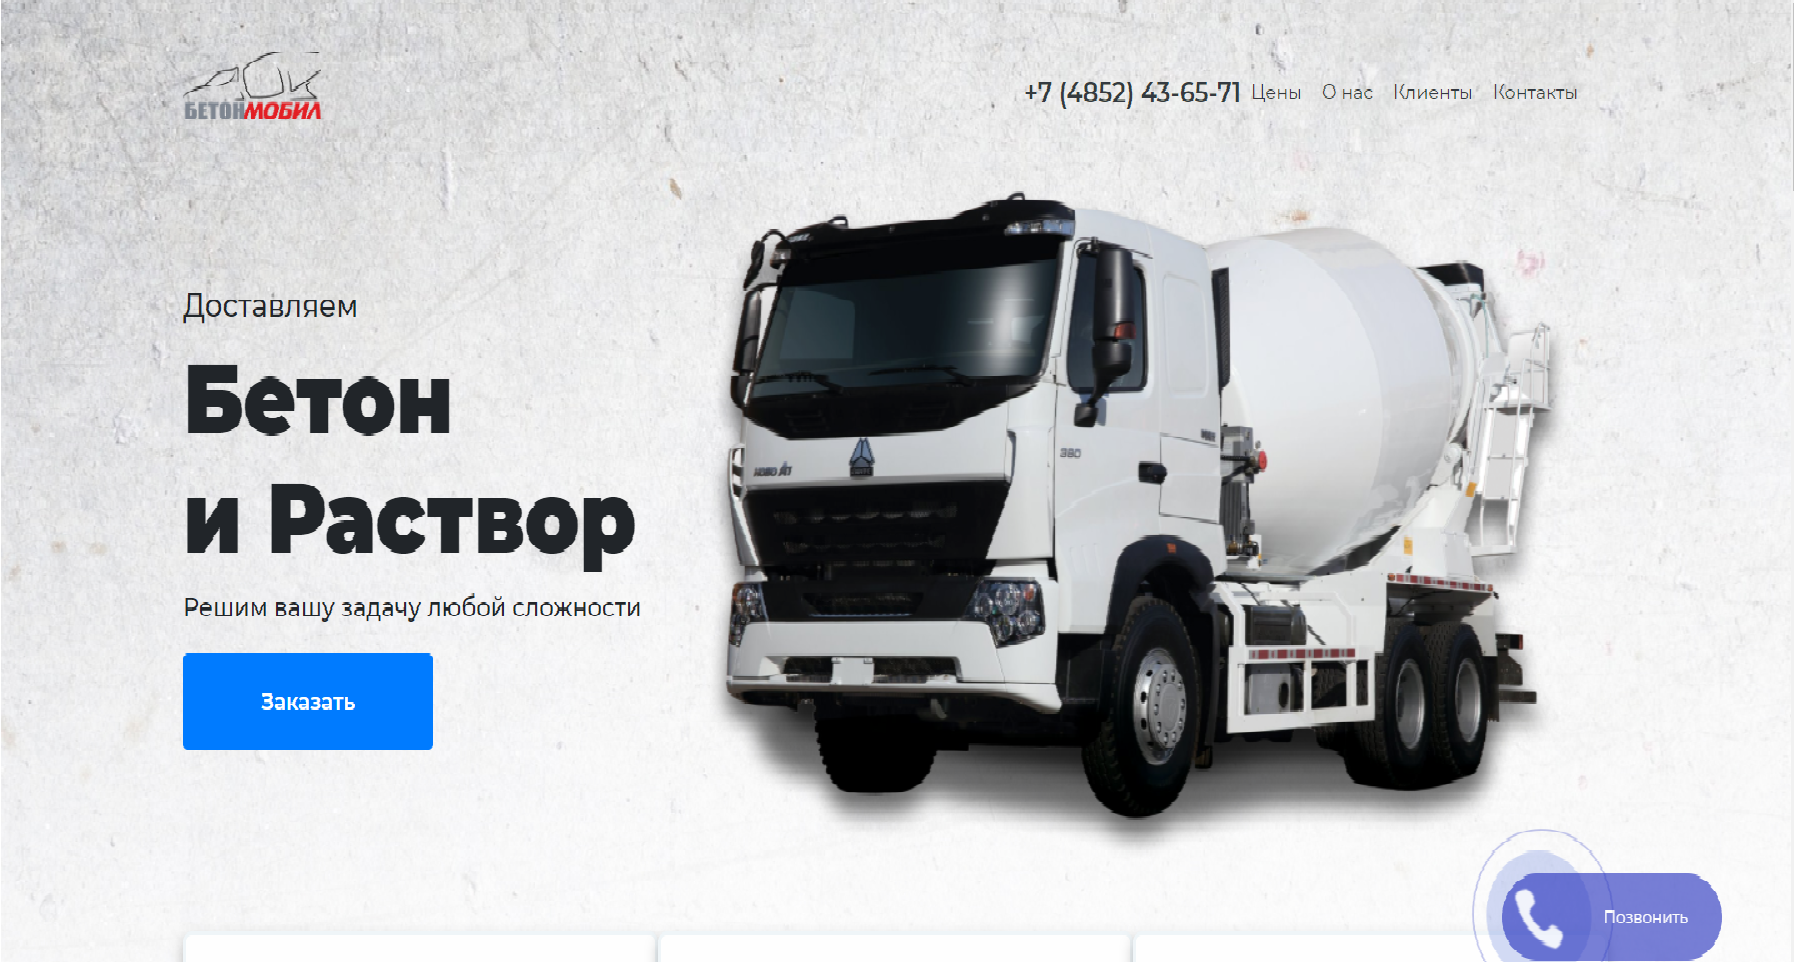 БЕТОНМОБИЛ
+7 (4852) 43-65-71 Цены О нас Клиенты Контакты
Доставляем
Бетон
и Раствор
Решим вашу задачу любой сложности
Заказать
380
Позвонить